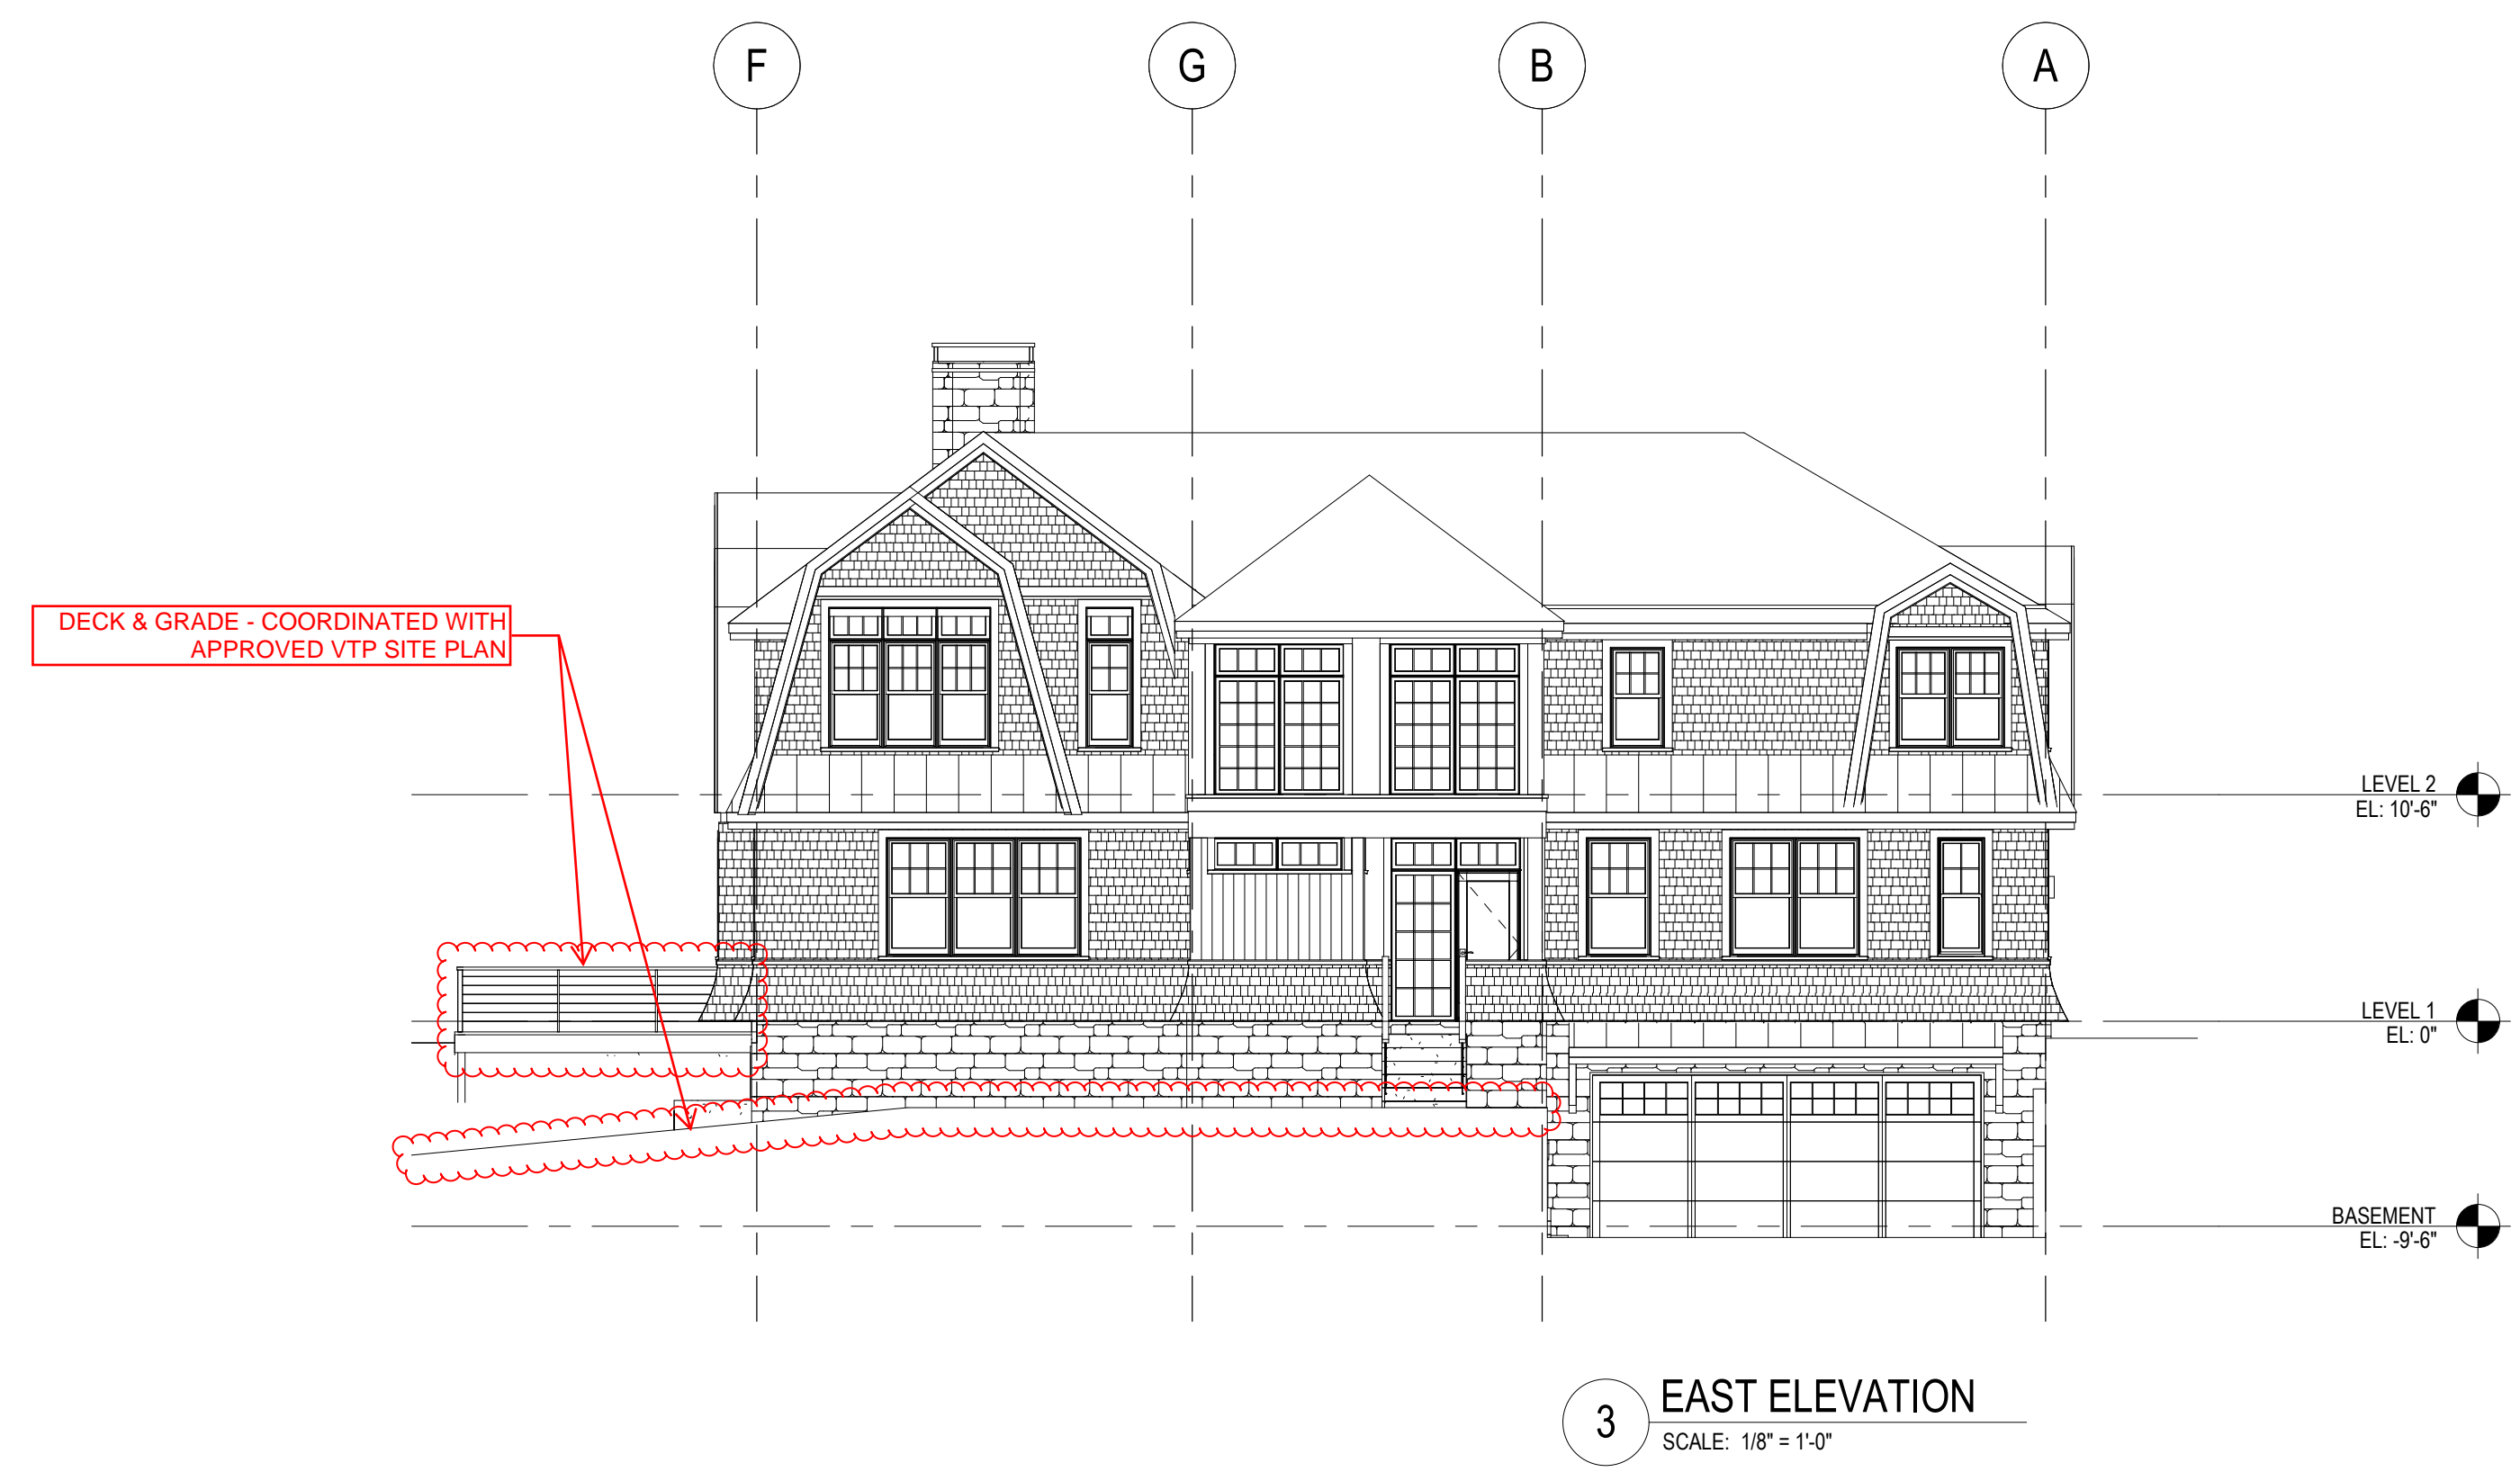 F
G
B
A
DECK & GRADE - COORDINATED WITH
APPROVED VTP SITE PLAN
LEVEL 2
EL: 10'-6"
LEVEL 1
EL: 0"
BASEMENT
EL: -9'-6"
3
EAST ELEVATION
SCALE: 1/8" = 1'-0"